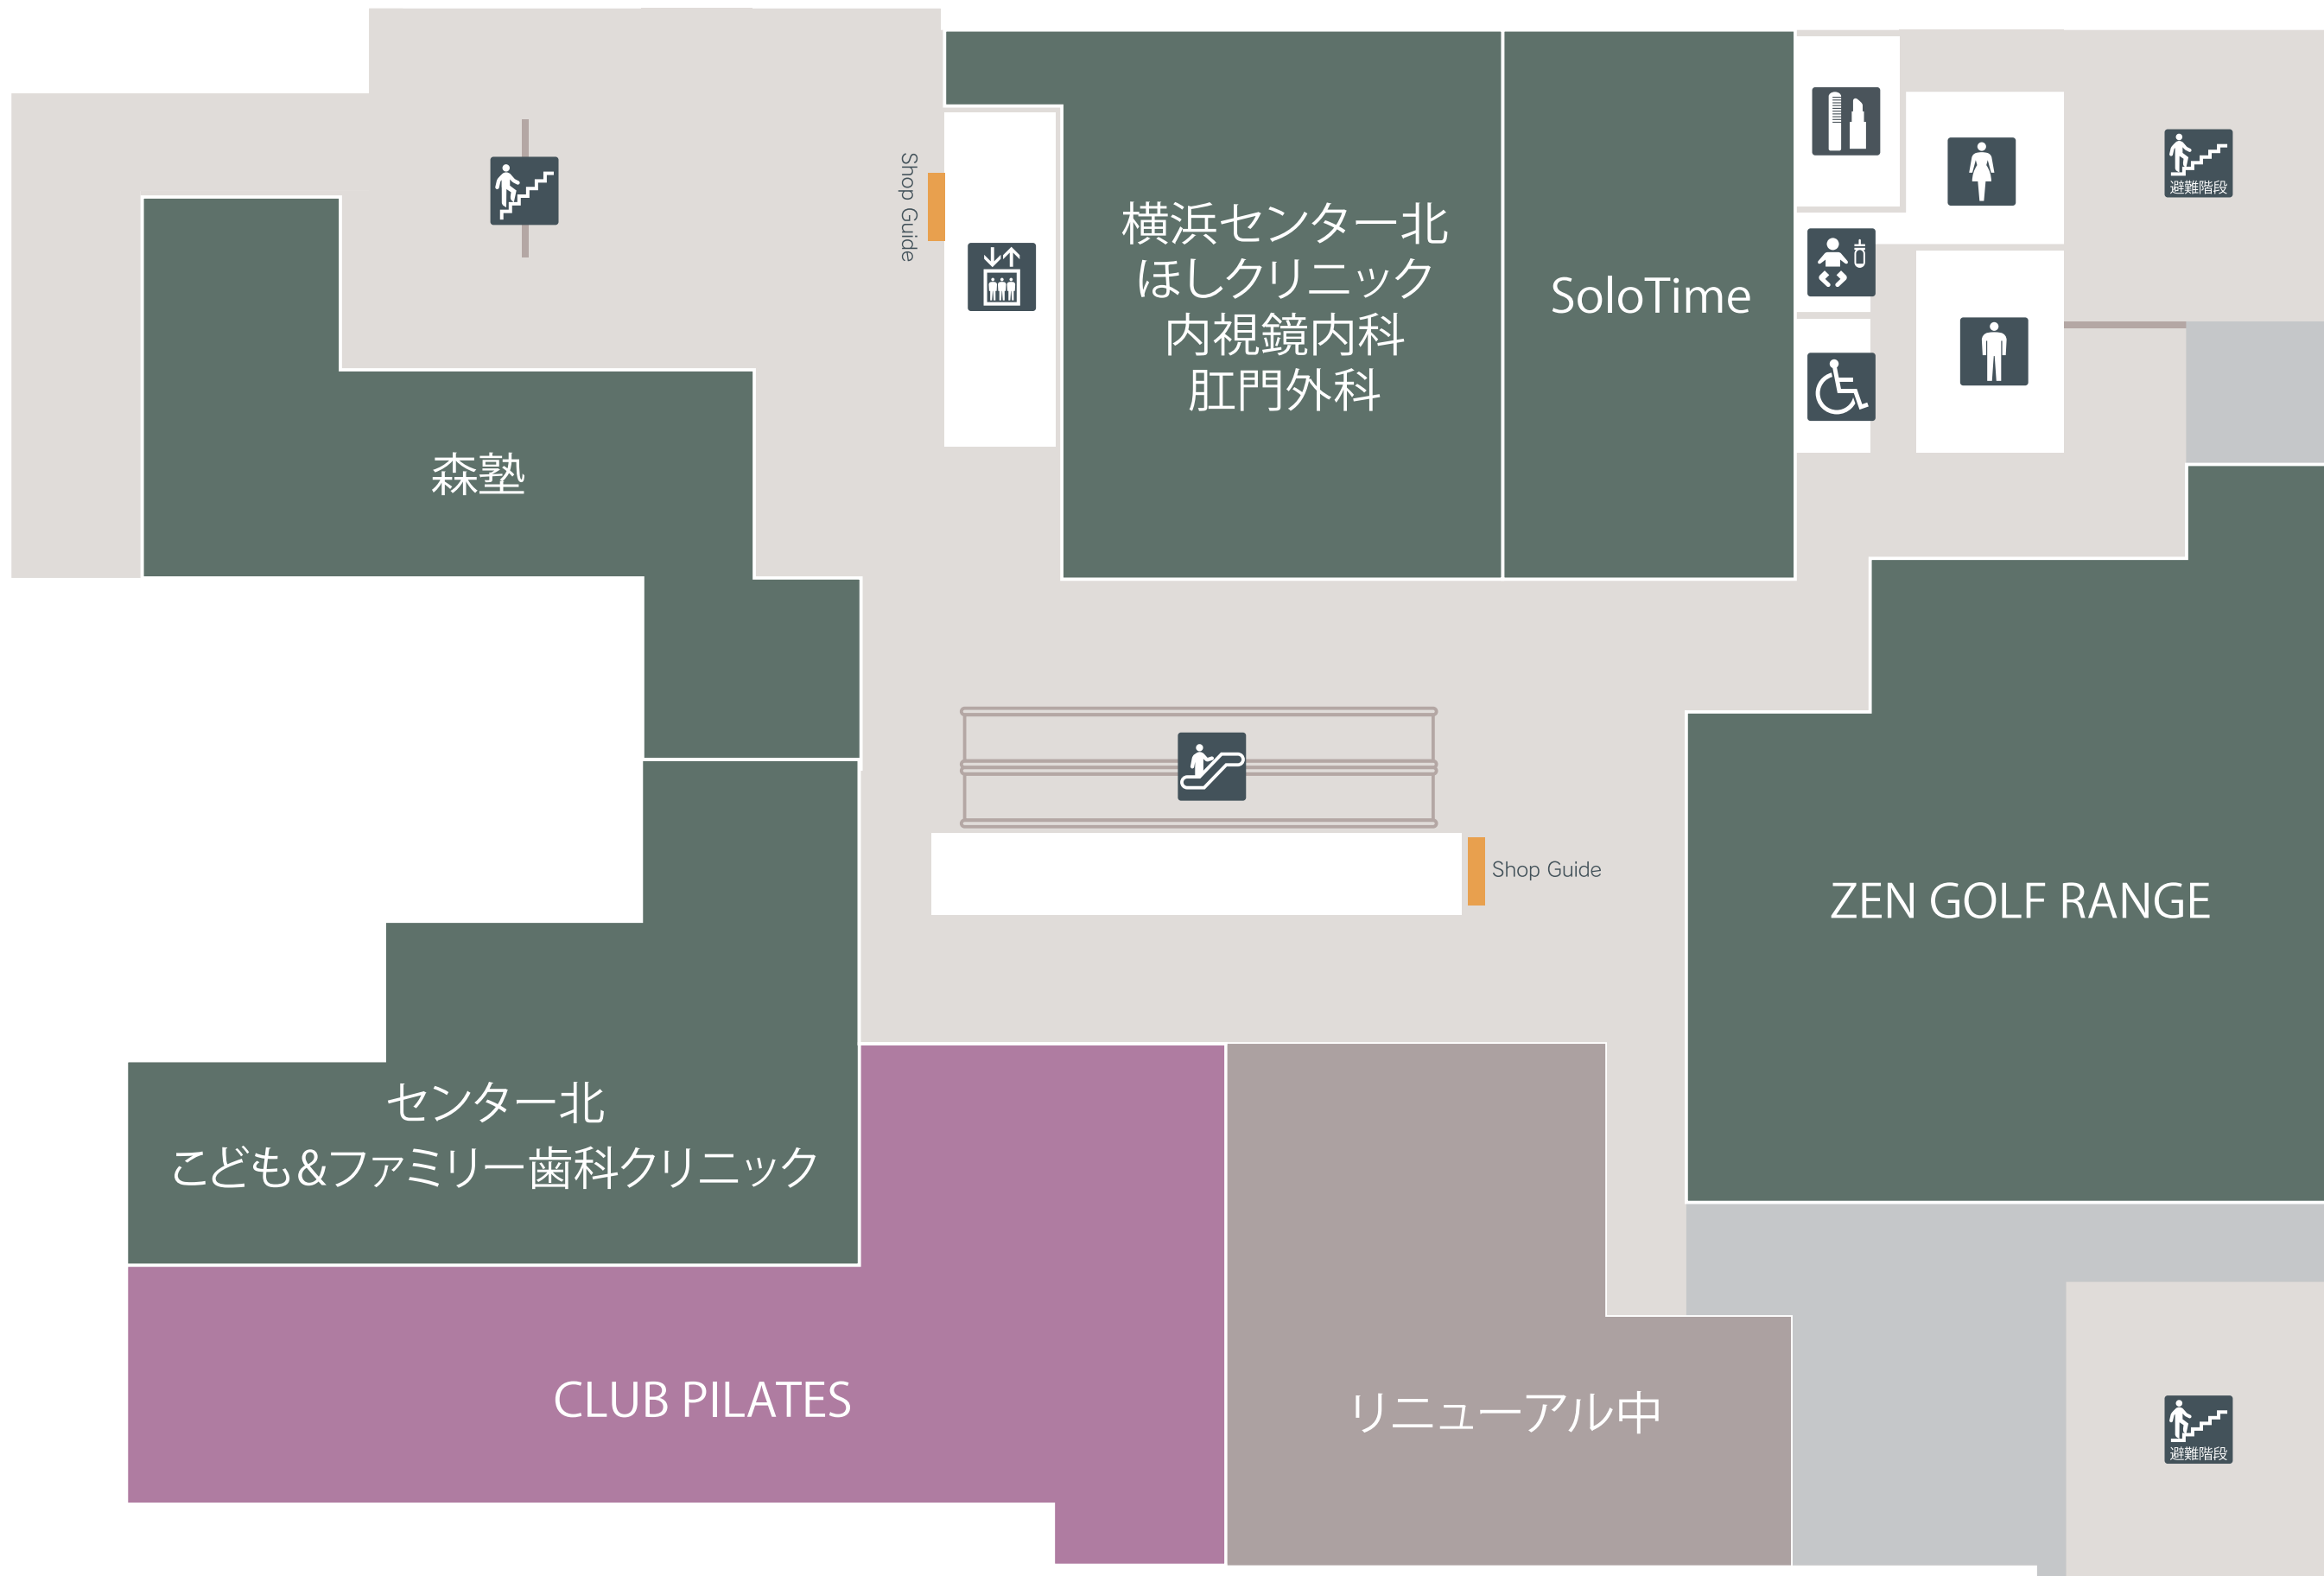 Shop Guide
横浜センター北
ほしクリニック
内視鏡内科
肛門外科
SoloTime
避難階段
森塾
Shop Guide
ZEN GOLF RANGE
センター北
こども&ファミリー歯科クリニック
CLUB PILATES
リニューアル中
避難階段